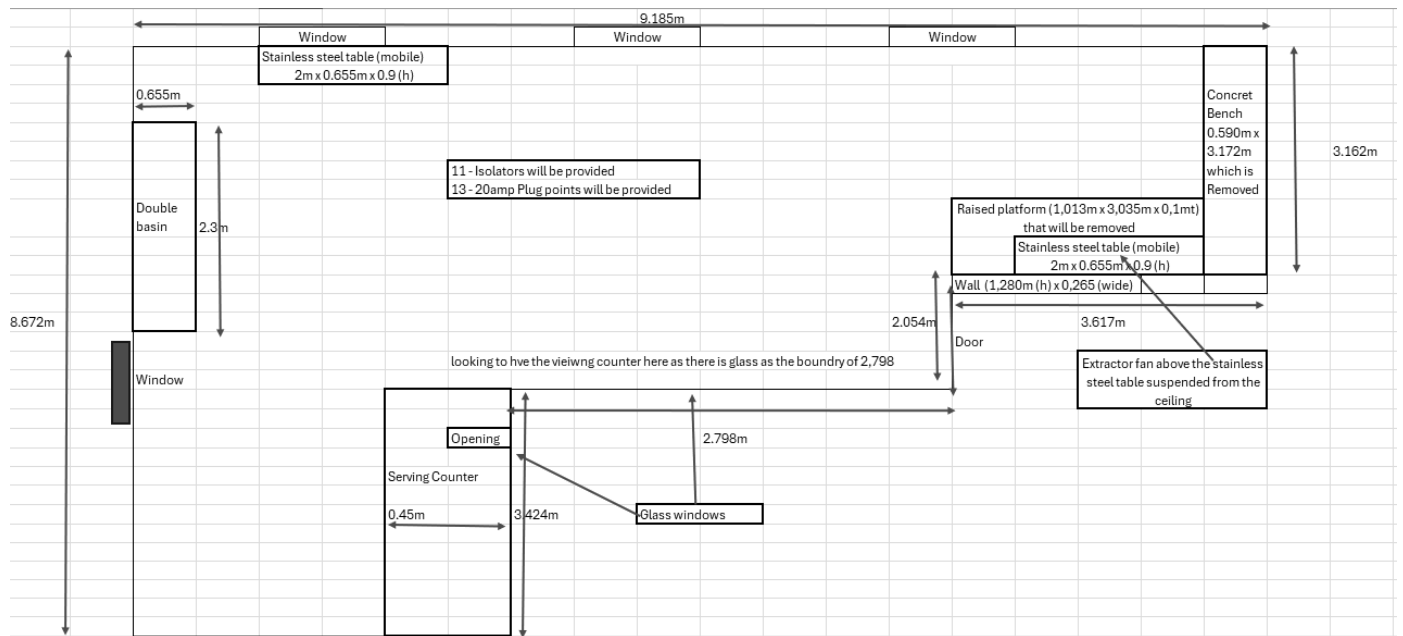 9.185m
Window
Window
Window
Stainless steel table (mobile)
2m x 0.655m x 0.9 (h)
0.655m
Concret
Bench
0.590m x
3.172m
which is
Removed
3.162m
11 - Isolators will be provided
13 - 20amp Plug points will be provided
Double
basin
2.3m
Raised platform (1,013m x 3,035m x 0,1mt)
that will be removed
Stainless steel table (mobile)
2m x 0.655m x 0.9 (h)
Wall (1,280m (h) x 0,265 (wide)
8.672m
2.054m
3.617m
Door
looking to hve the vieiwng counter here as there is glass as the boundry of 2,798
Extractor fan above the stainless
steel table suspended from the
ceiling
Window
Opening
2.798m
Serving Counter
0.45m
3.424m
Glass windows